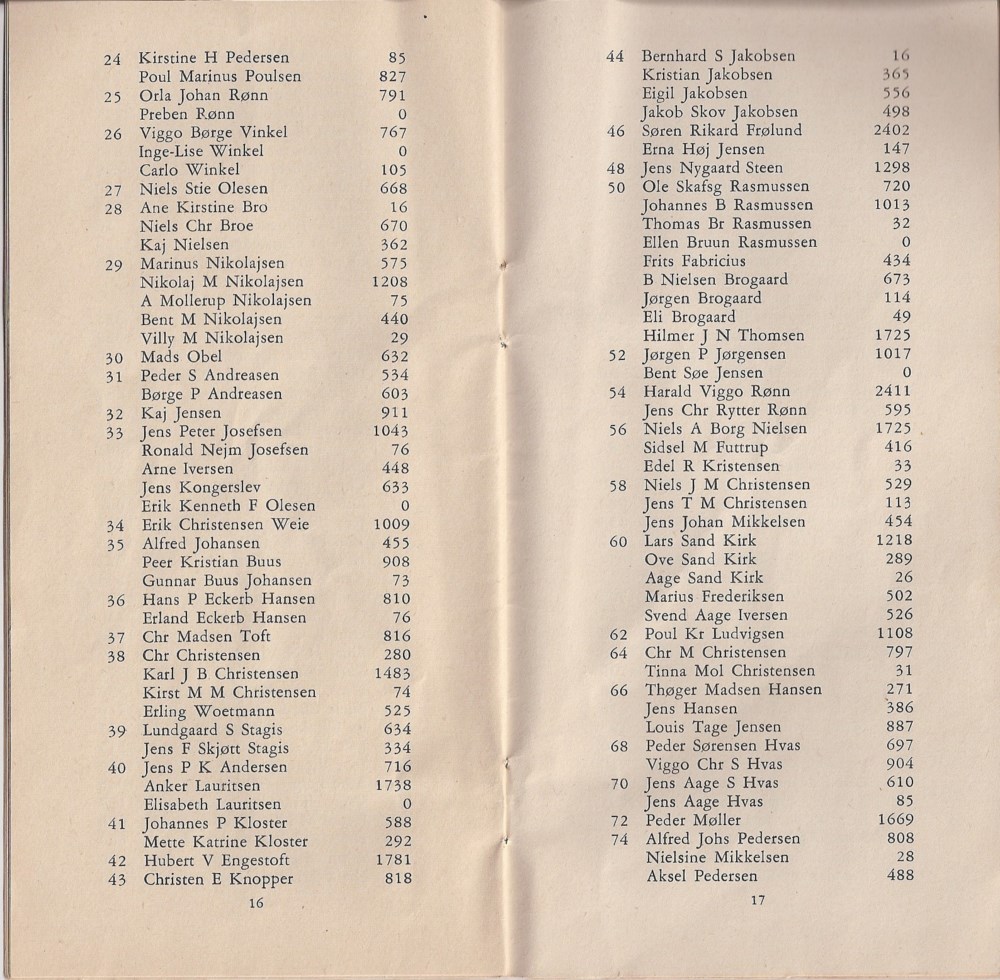 24 Kirstine H Pedersen 85
Poul Marinus Poulsen 827
25 Orla Johan Rønn 791
Preben Rønn 0
26 Viggo Børge Vinkel 767
Inge-Lise Winkel 0
Carlo Winkel 105
27 Niels Stie Olesen 668
28 Ane Kirstine Bro 16
Niels Chr Broe 670
Kaj Nielsen 362
29 Marinus Nikolajsen 575
Nikolaj M Nikolajsen 1208
A Mollerup Nikolajsen 75
Bent M Nikolajsen 440
Villy M Nikolajsen 29
30 Mads Obel 632
31 Peder S Andreasen 534
Børge P Andreasen 603
32 Kaj Jensen 911
33 Jens Peter Josefsen 1043
Ronald Nejm Josefsen 76
Arne Iversen 448
Jens Kongerslev 633
Erik Kenneth F Olesen 0
34 Erik Christensen Weie 1009
35 Alfred Johansen 455
Peer Kristian Buus 908
Gunnar Buus Johansen 73
36 Hans P Eckerb Hansen 810
Erland Eckerb Hansen 76
37 Chr Madsen Toft 816
38 Chr Christensen 280
Karl J B Christensen 1483
Kirst M M Christensen 74
Erling Woetmann 525
39 Lundgaard S Stagis 634
Jens F Skjøtt Stagis 334
40 Jens P K Andersen 716
Anker Lauritsen 1738
Elisabeth Lauritsen 0
41 Johannes P Kloster 588
Mette Katrine Kloster 292
42 Hubert V Engestoft 1781
43 Christen E Knopper 818
16
44 Bernhard S Jakobsen 16
Kristian Jakobsen 365
Eigil Jakobsen 556
Jakob Skov Jakobsen 498
46 Søren Rikard Frølund 2402
Erna Høj Jensen 147
48 Jens Nygaard Steen 1298
50 Ole Skafsg Rasmussen 720
Johannes B Rasmussen 1013
Thomas Br Rasmussen 32
Ellen Bruun Rasmussen 0
Frits Fabricius 434
B Nielsen Brogaard 673
Jørgen Brogaard 114
Eli Brogaard 49
Hilmer J N Thomsen 1725
52 Jørgen P Jørgensen 1017
Bent Søe Jensen 0
54 Harald Viggo Rønn 2411
Jens Chr Rytter Rønn 595
56 Niels A Borg Nielsen 1725
Sidsel M Futtrup 416
Edel R Kristensen 33
58 Niels J M Christensen 529
Jens T M Christensen 113
Jens Johan Mikkelsen 454
60 Lars Sand Kirk 1218
Ove Sand Kirk 289
Aage Sand Kirk 26
Marius Frederiksen 502
Svend Aage Iversen 526
62 Poul Kr Ludvigsen 1108
64 Chr M Christensen 797
Tinna Mol Christensen 31
66 Thøger Madsen Hansen 271
Jens Hansen 386
Louis Tage Jensen 887
68 Peder Sørensen Hvas 697
Viggo Chr S Hvas 904
70 Jens Aage S Hvas 610
Jens Aage Hvas 85
72 Peder Møller 1669
74 Alfred Johs Pedersen 808
Nielsine Mikkelsen 28
Aksel Pedersen 488
17